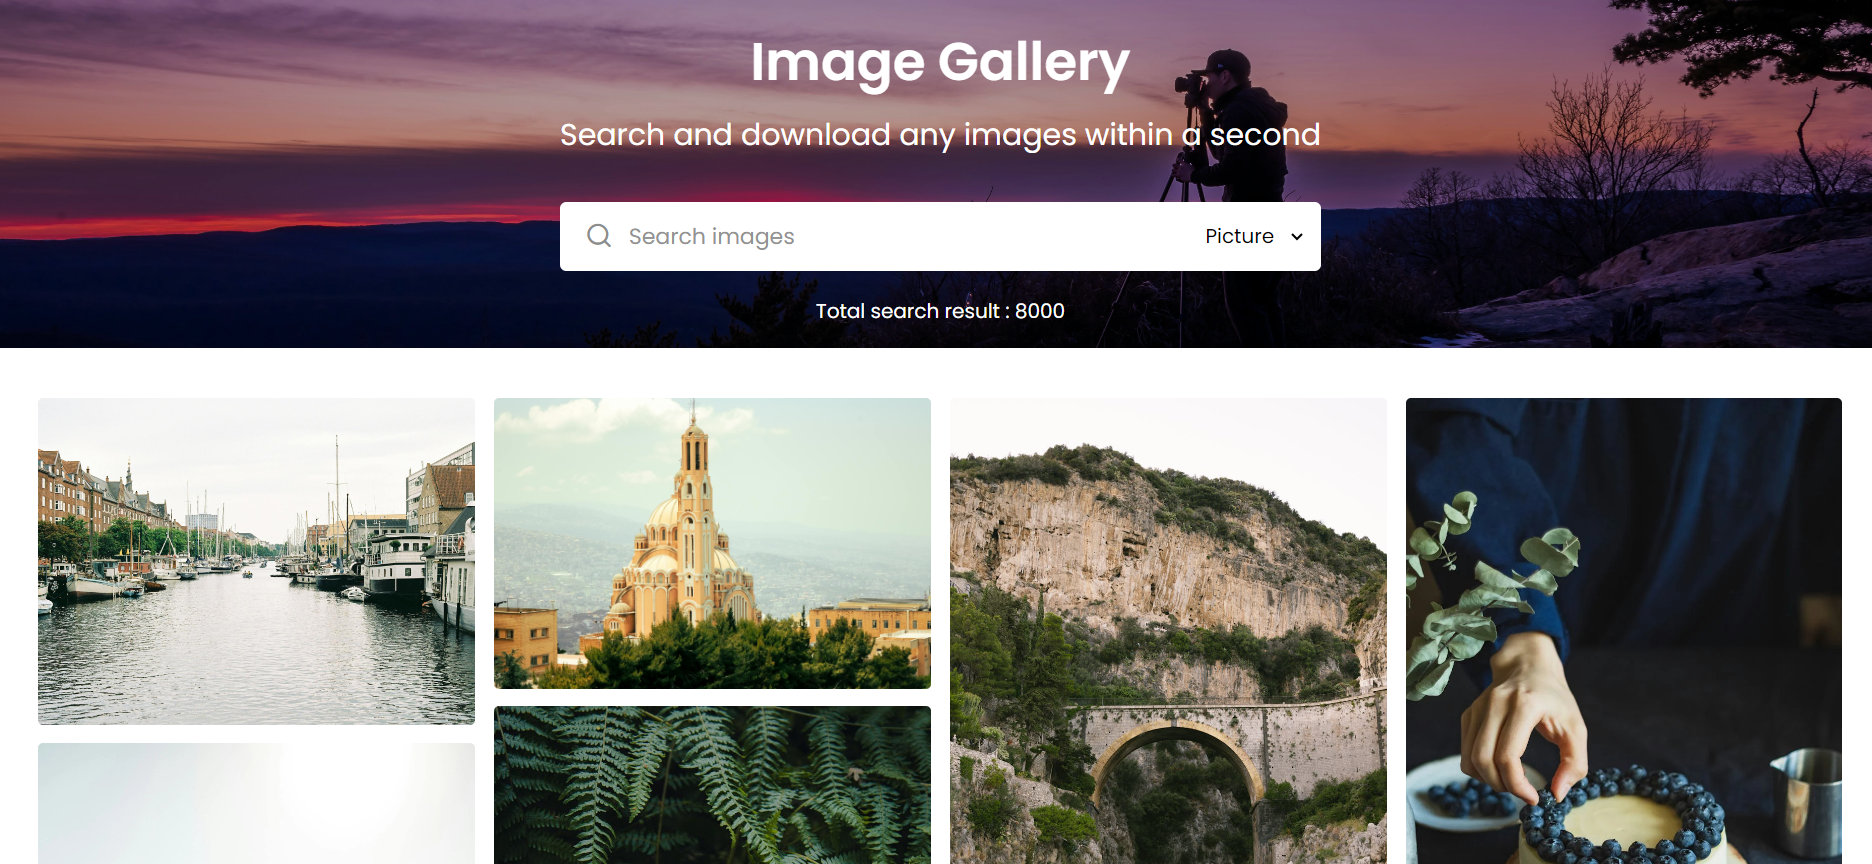 Image Gallery
Search and download any images within a second
Search images
Picture
Total search result : 8000